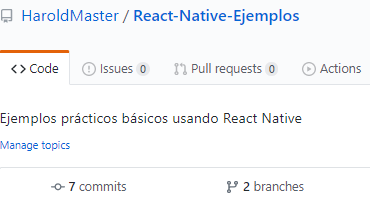 HaroldMaster / React-Native-Ejemplos
Code Issues 0 Pull requests 0 Actions
Ejemplos prácticos básicos usando React Native
Manage topics
7 commits 2 branches